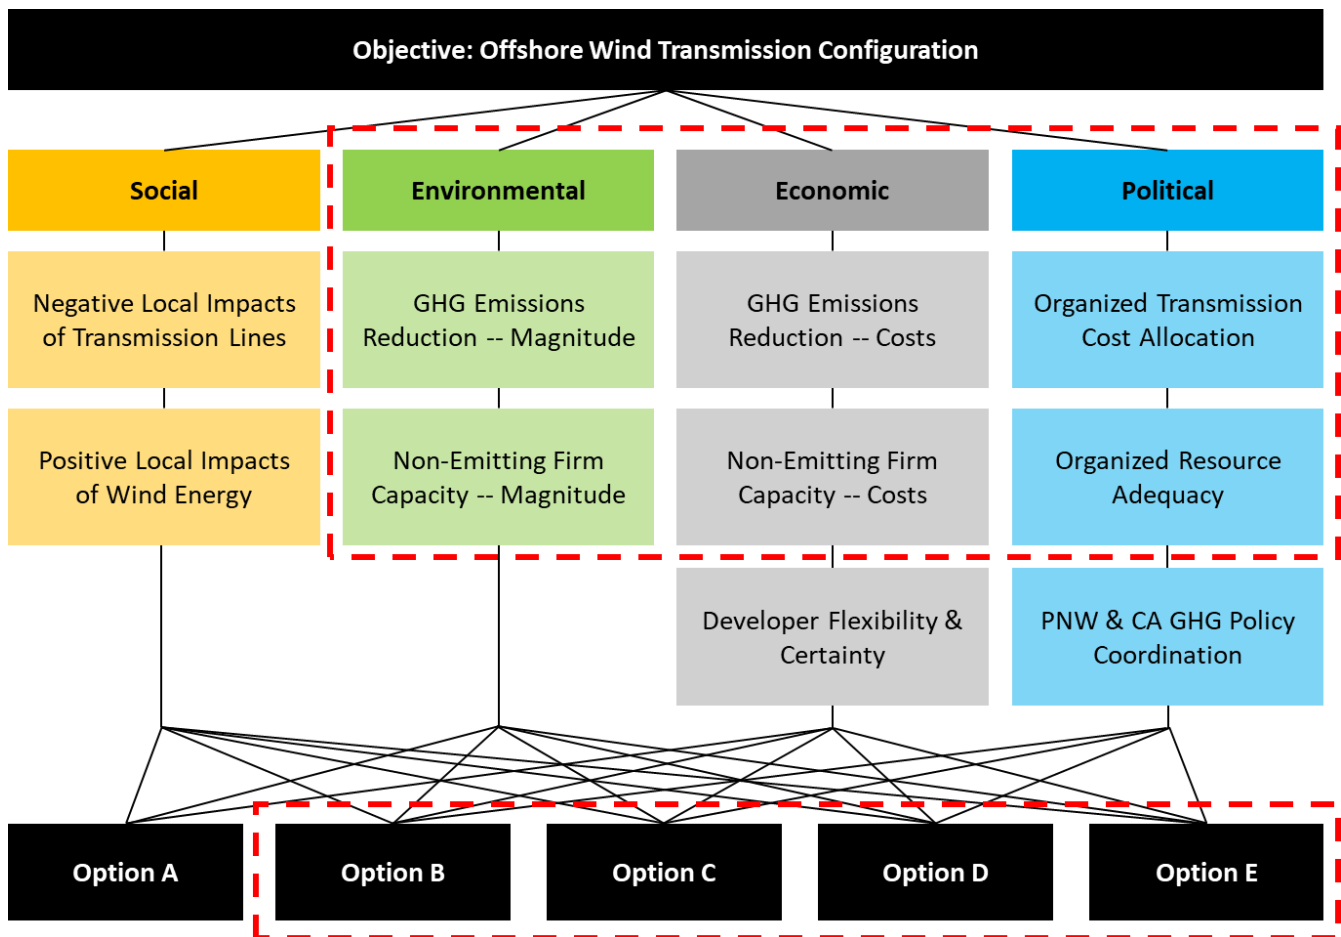 Objective: Offshore Wind Transmission Configuration
Social
Environmental
Economic
Political
Negative Local Impacts
of Transmission Lines
GHG Emissions
Reduction -- Magnitude
GHG Emissions
Reduction -- Costs
Organized Transmission
Cost Allocation
Positive Local Impacts
of Wind Energy
Non-Emitting Firm
Capacity -- Magnitude
Non-Emitting Firm
Capacity -- Costs
Organized Resource
Adequacy
Developer Flexibility &
Certainty
PNW & CA GHG Policy
Coordination
Option A
Option B
Option C
Option D
Option E